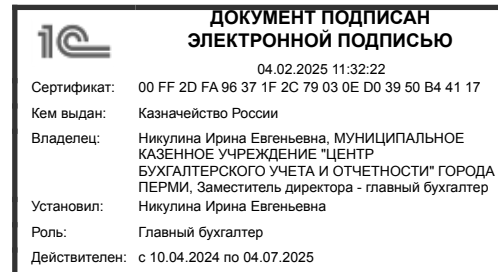 1С
ДОКУМЕНТ ПОДПИСАН
ЭЛЕКТРОННОЙ ПОДПИСЬЮ
04.02.2025 11:32:22
Сертификат: 00 FF 2D FA 96 37 1F 2C 79 03 0E D0 39 50 B4 41 17
Кем выдан: Казначейство России
Владелец: Никулина Ирина Евгеньевна, МУНИЦИПАЛЬНОЕ
КАЗЕННОЕ УЧРЕЖДЕНИЕ "ЦЕНТР
БУХГАЛТЕРСКОГО УЧЕТА И ОТЧЕТНОСТИ" ГОРОДА
ПЕРМИ, Заместитель директора - главный бухгалтер
Установил: Никулина Ирина Евгеньевна
Роль: Главный бухгалтер
Действителен: с 10.04.2024 по 04.07.2025